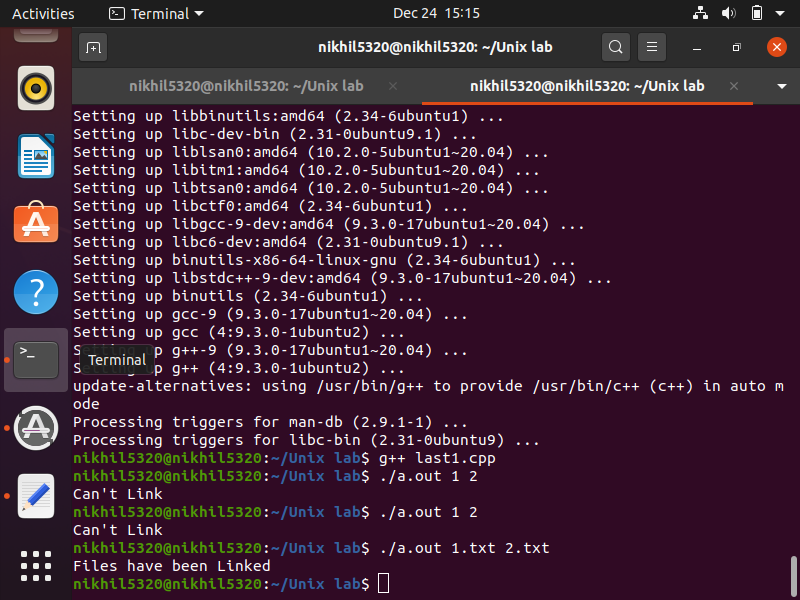 Activities Terminal Dec 24 15:15
nikhil5320@nikhil5320: ~/Unix lab
nikhil5320@nikhil5320: ~/Unix lab nikhil5320@nikhil5320: ~/Unix lab
Setting up libbinutils:amd64 (2.34-6ubuntu1) ...
Setting up libc-dev-bin (2.31-0ubuntu9.1) ...
Setting up liblsan0:amd64 (10.2.0-5ubuntu1~20.04) ...
Setting up libitm1:amd64 (10.2.0-5ubuntu1~20.04) ...
Setting up libtsan0:amd64 (10.2.0-5ubuntu1~20.04) ...
Setting up libctf0:amd64 (2.34-6ubuntu1) ...
Setting up libgcc-9-dev:amd64 (9.3.0-17ubuntu1~20.04) ...
Setting up libc6-dev:amd64 (2.31-0ubuntu9.1) ...
Setting up binutils-x86-64-linux-gnu (2.34-6ubuntu1) ...
Setting up libstdc++-9-dev:amd64 (9.3.0-17ubuntu1~20.04) ...
Setting up binutils (2.34-6ubuntu1) ...
Setting up gcc-9 (9.3.0-17ubuntu1~20.04) ...
Setting up gcc (4:9.3.0-1ubuntu2) ...
Setting up g++-9 (9.3.0-17ubuntu1~20.04) ...
Terminal
Setting up g++ (4:9.3.0-1ubuntu2) ...
update-alternatives: using /usr/bin/g++ to provide /usr/bin/c++ (c++) in auto m
ode
Processing triggers for man-db (2.9.1-1) ...
Processing triggers for libc-bin (2.31-0ubuntu9) ...
nikhil5320@nikhil5320:~/Unix lab$ g++ last1.cpp
nikhil5320@nikhil5320:~/Unix lab$ ./a.out 1 2
Can't Link
nikhil5320@nikhil5320:~/Unix lab$ ./a.out 1 2
Can't Link
nikhil5320@nikhil5320:~/Unix lab$ ./a.out 1.txt 2.txt
Files have been Linked
nikhil5320@nikhil5320:~/Unix lab$